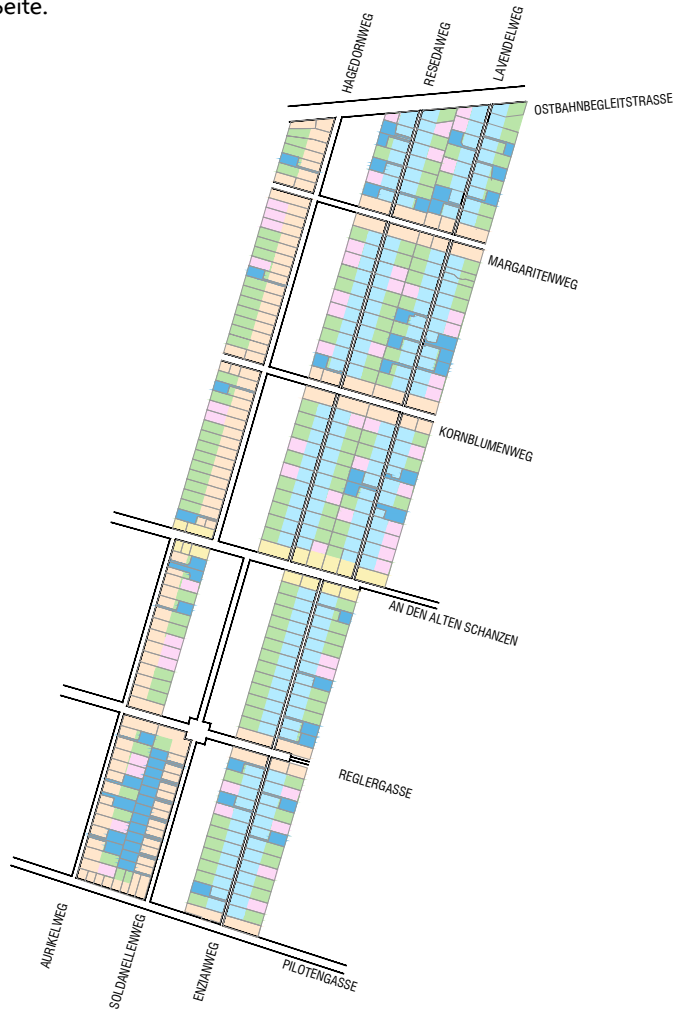 Seite.
HAGEDORNWEG
RESEDAWEG
LAVENDELWEG
OSTBAHNBEGLEITSTRASSE
MARGARITENWEG
KORNBLUMENWEG
AN DEN ALTEN SCHANZEN
REGLERGASSE
AURIKELWEG
SOLDANELLENWEG
ENZIANWEG
PILOTENGASSE